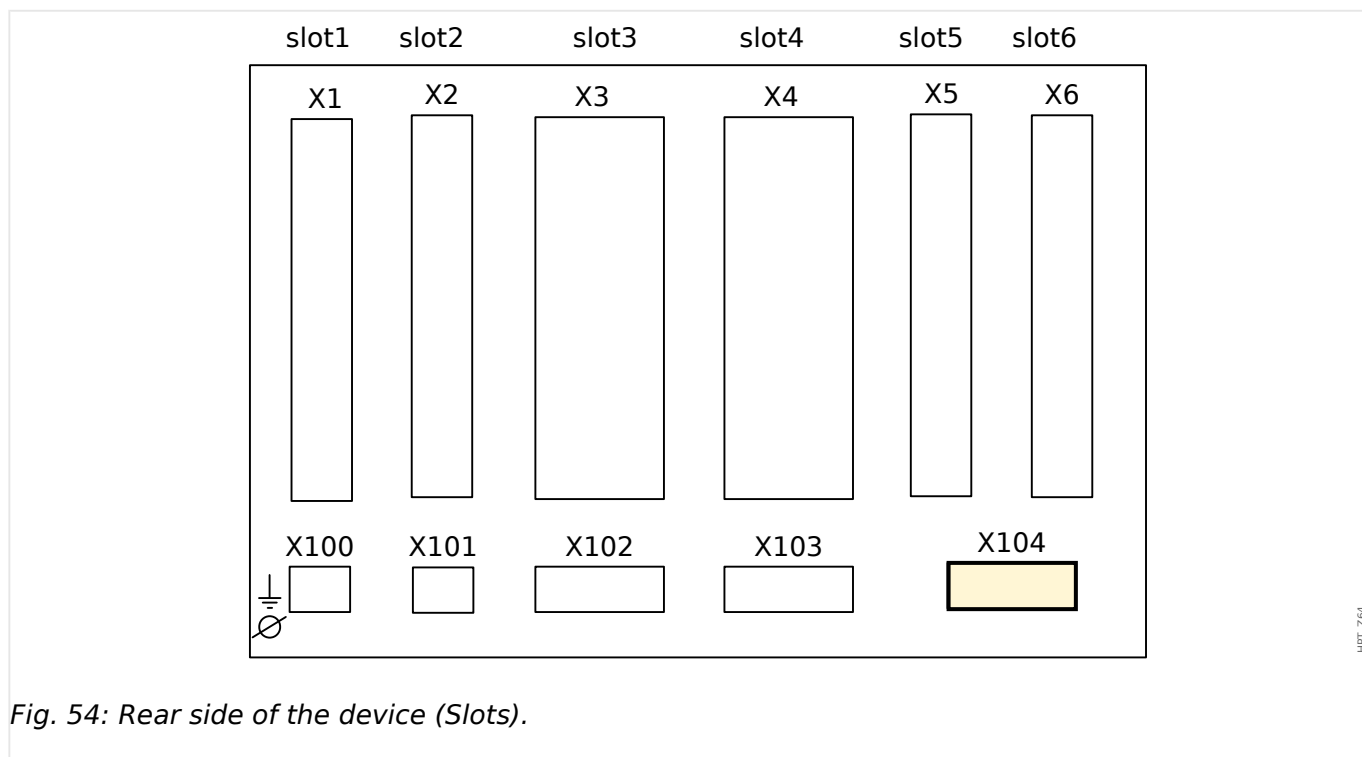 slot1 slot2 slot3 slot4 slot5 slot6
X1 X2 X3 X4 X5 X6
X100 X101 X102 X103 X104
Fig. 54: Rear side of the device (Slots).